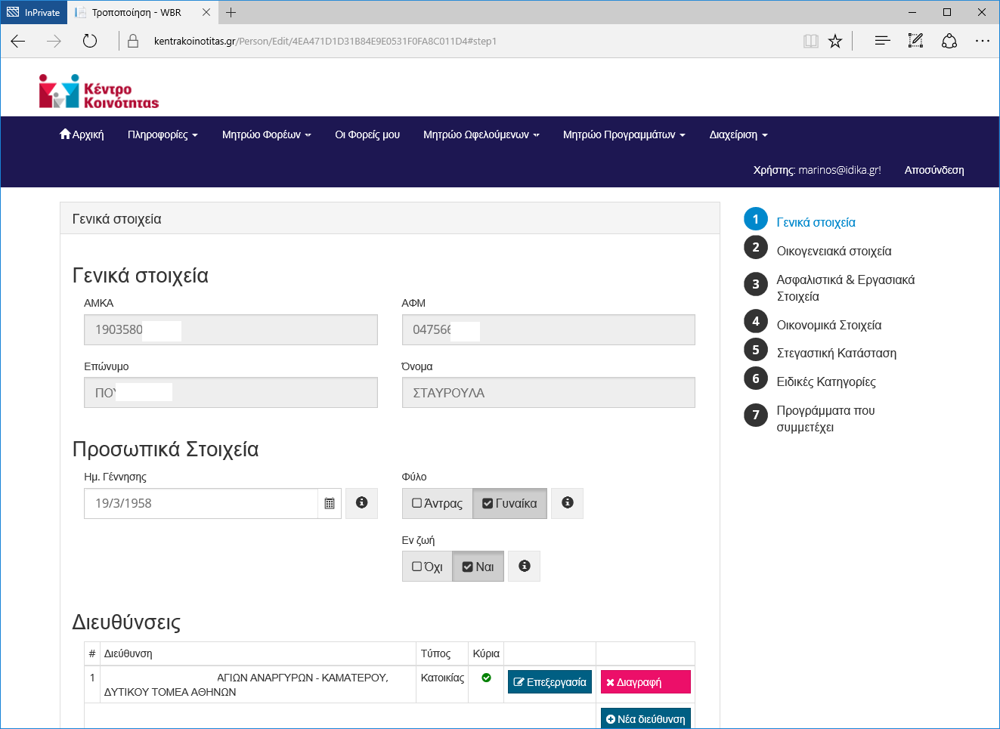 InPrivate
Τροποποίηση - WBR
kentrakoinotitas.gr/Person/Edit/4EA471D1D31B84E9E0531F0FA8C011D4#step1
Κέντρο
Κοινότητας
Αρχική Πληροφορίες Μητρώο Φορέων Οι Φορείς μου Μητρώο Ωφελούμενων Μητρώο Προγραμμάτων Διαχείριση
Χρήστης: marinos@idika.gr! Αποσύνδεση
Γενικά στοιχεία
Γενικά στοιχεία
ΑΜΚΑ ΑΦΜ
1903580 047566
Επώνυμο Όνομα
ΠΟΥ ΣΤΑΥΡΟΥΛΑ
Προσωπικά Στοιχεία
Ημ. Γέννησης Φύλο
19/3/1958 Άντρας Γυναίκα
Εν ζωή
Όχι Ναι
Διευθύνσεις
# Διεύθυνση Τύπος Κύρια
1 ΑΓΙΩΝ ΑΝΑΡΓΥΡΩΝ - ΚΑΜΑΤΕΡΟΥ, Κατοικίας Επεξεργασία Διαγραφή
ΔΥΤΙΚΟΥ ΤΟΜΕΑ ΑΘΗΝΩΝ
Νέα διεύθυνση
1 Γενικά στοιχεία
2 Οικογενειακά στοιχεία
3 Ασφαλιστικά & Εργασιακά
Στοιχεία
4 Οικονομικά Στοιχεία
5 Στεγαστική Κατάσταση
6 Ειδικές Κατηγορίες
7 Προγράμματα που
συμμετέχει